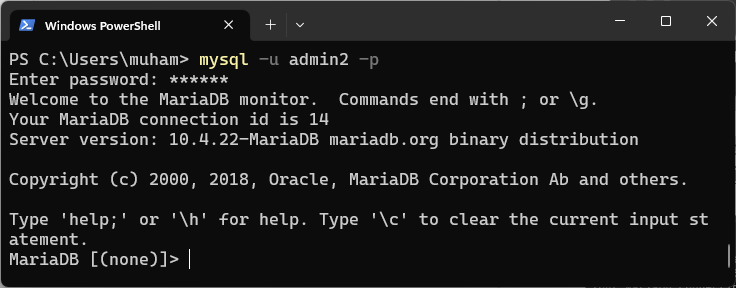 Windows PowerShell
PS C:\Users\muham> mysql -u admin2 -p
Enter password: ******
Welcome to the MariaDB monitor.  Commands end with ; or \g.
Your MariaDB connection id is 14
Server version: 10.4.22-MariaDB mariadb.org binary distribution

Copyright (c) 2000, 2018, Oracle, MariaDB Corporation Ab and others.

Type 'help;' or '\h' for help. Type '\c' to clear the current input st
atement.
MariaDB [(none)]>